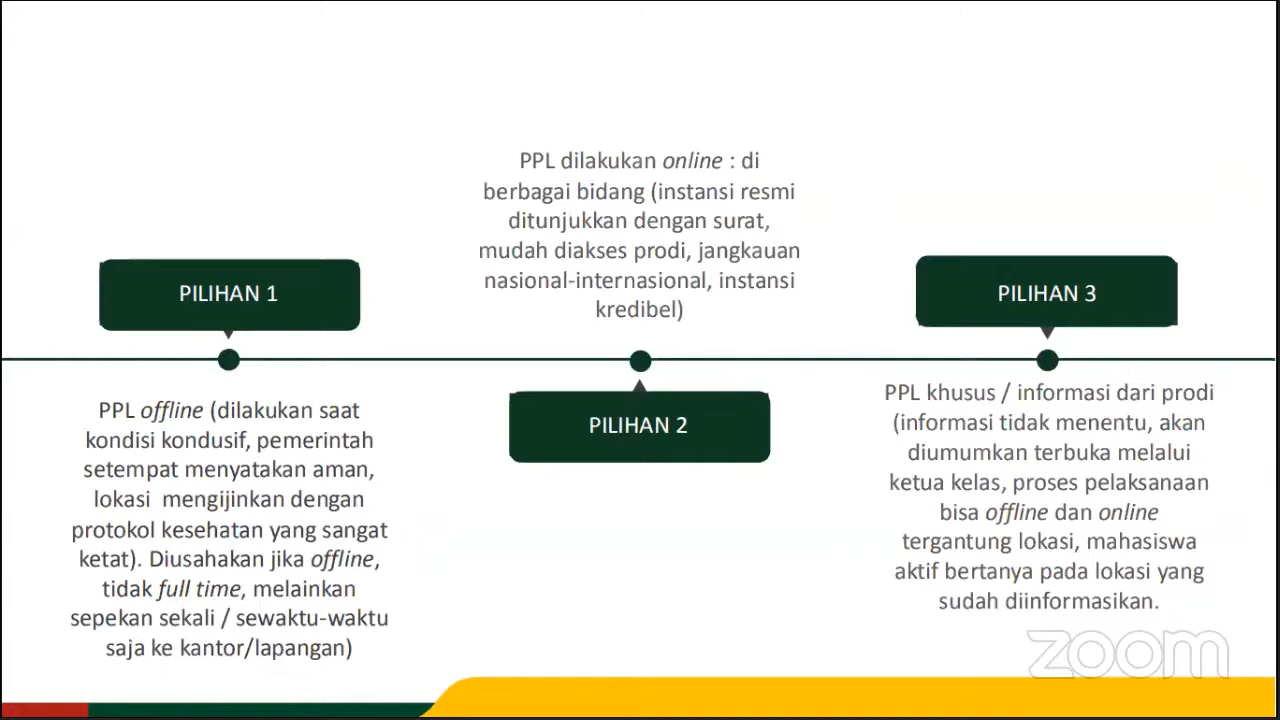 PILIHAN 1
PPL offline (dilakukan saat
kondisi kondusif, pemerintah
setempat menyatakan aman,
lokasi  mengijinkan dengan
protokol kesehatan yang sangat
ketat). Diusahakan jika offline,
tidak full time, melainkan
sepekan sekali / sewaktu-waktu
saja ke kantor/lapangan)
PPL dilakukan online : di
berbagai bidang (instansi resmi
ditunjukkan dengan surat,
mudah diakses prodi, jangkauan
nasional-internasional, instansi
kredibel)
PILIHAN 2
PILIHAN 3
PPL khusus / informasi dari prodi
(informasi tidak menentu, akan
diumumkan terbuka melalui
ketua kelas, proses pelaksanaan
bisa offline dan online
tergantung lokasi, mahasiswa
aktif bertanya pada lokasi yang
sudah diinformasikan.
zoom